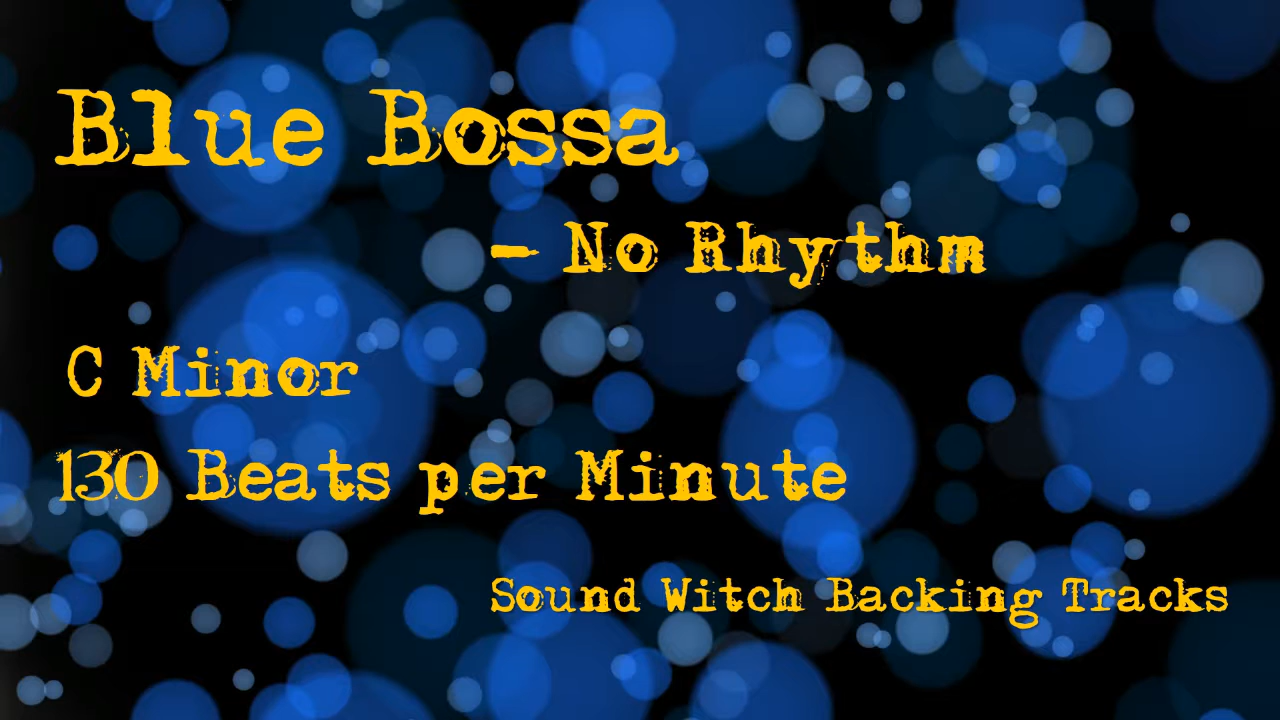 Blue Bossa
- No Rhythm
C Minor
130 Beats per Minute
Sound Witch Backing Tracks